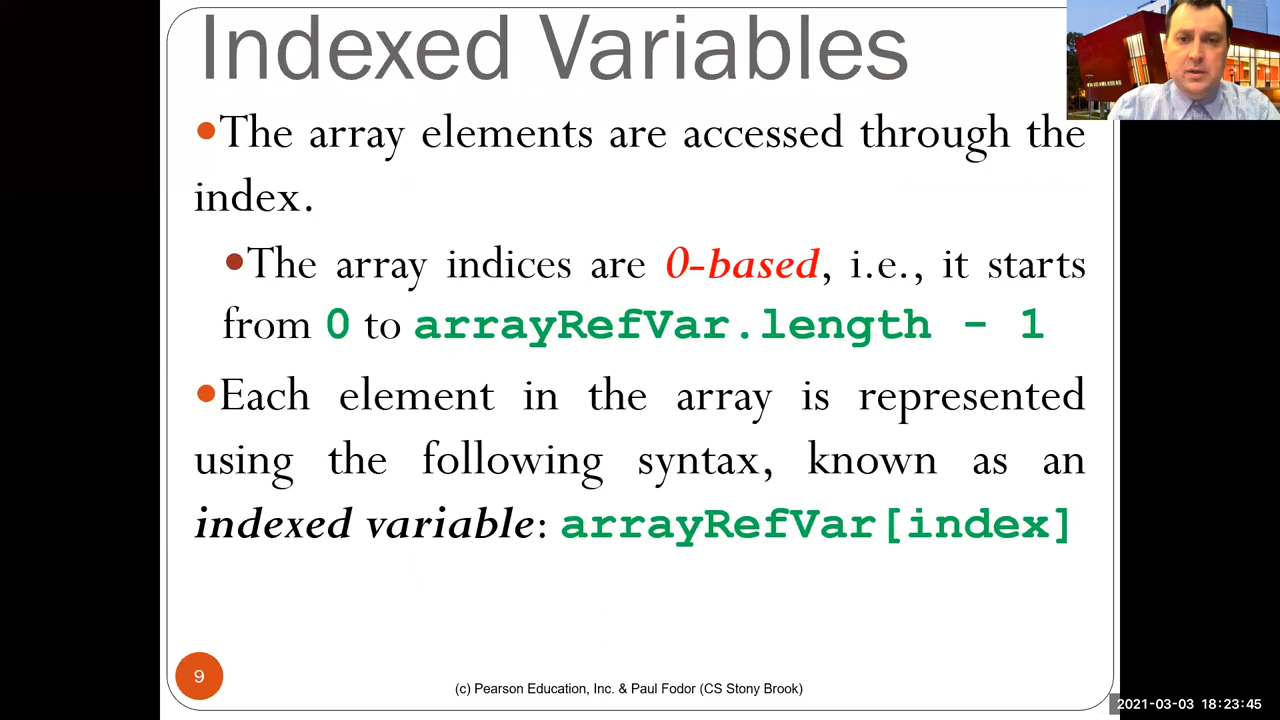 Indexed Variables
•The array elements are accessed through the
index.
•The array indices are 0-based, i.e., it starts
from 0 to arrayRefVar.length - 1
•Each element in the array is represented
using the following syntax, known as an
indexed variable: arrayRefVar[index]
9
(c) Pearson Education, Inc. & Paul Fodor (CS Stony Brook)
2021-03-03 18:23:45